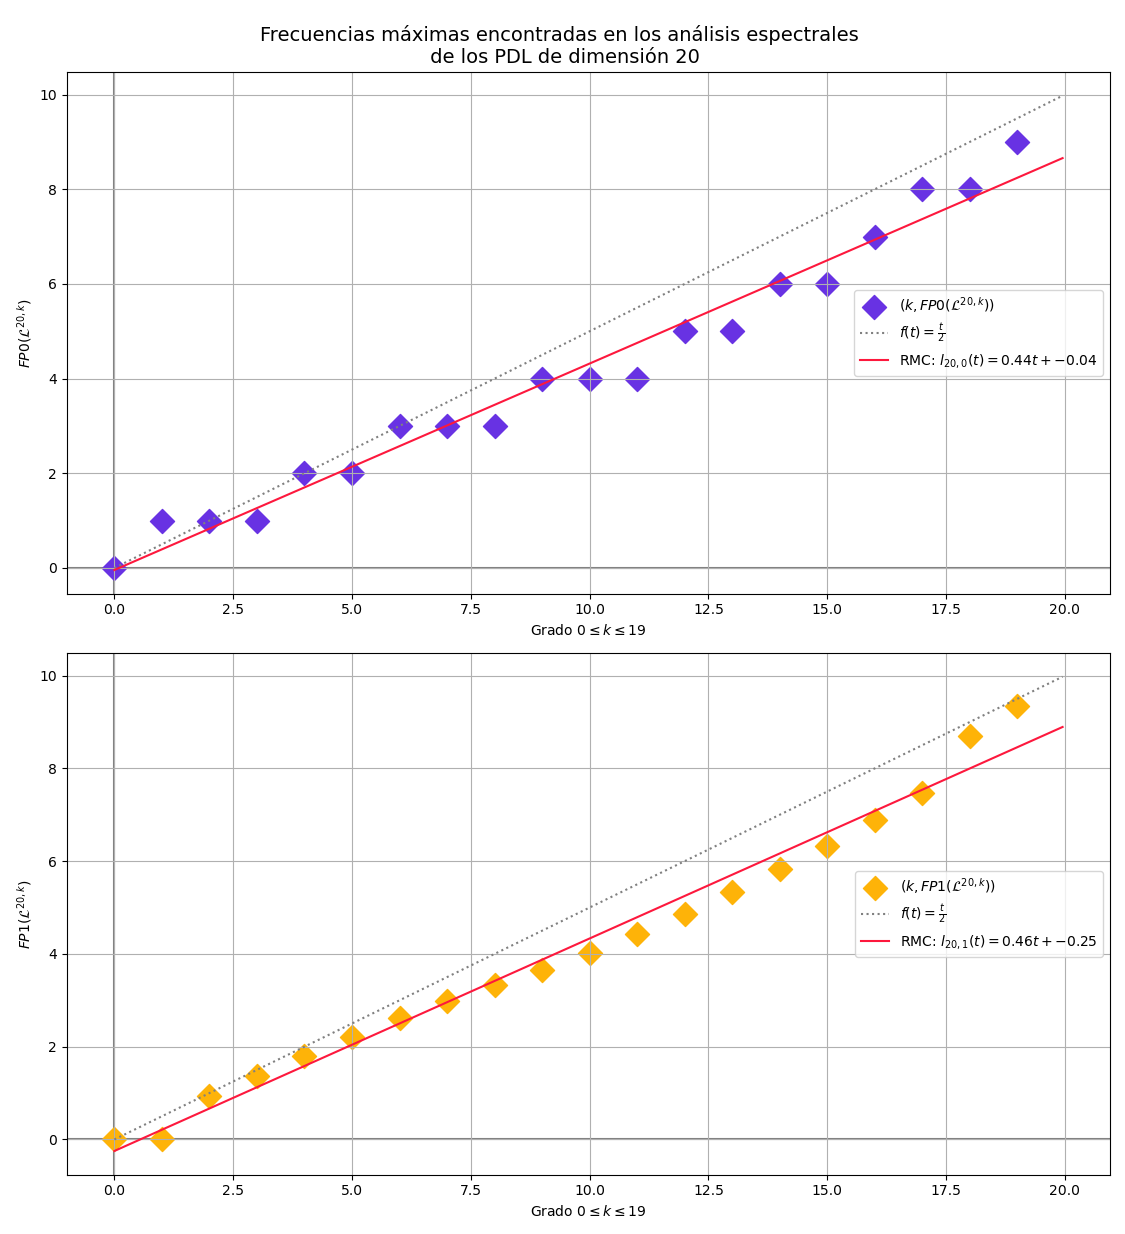 Frecuencias máximas encontradas en los análisis espectrales
de los PDL de dimensión 20
10
8
6
4
2
0
FP0(ℒ^{20,k})
(k, FP0(ℒ^{20,k}))
f(t) = t/2
RMC: l_{20,0}(t) = 0.44t + −0.04
0.0 2.5 5.0 7.5 10.0 12.5 15.0 17.5 20.0
Grado 0 ≤ k ≤ 19
10
8
6
4
2
0
FP1(ℒ^{20,k})
(k, FP1(ℒ^{20,k}))
f(t) = t/2
RMC: l_{20,1}(t) = 0.46t + −0.25
0.0 2.5 5.0 7.5 10.0 12.5 15.0 17.5 20.0
Grado 0 ≤ k ≤ 19